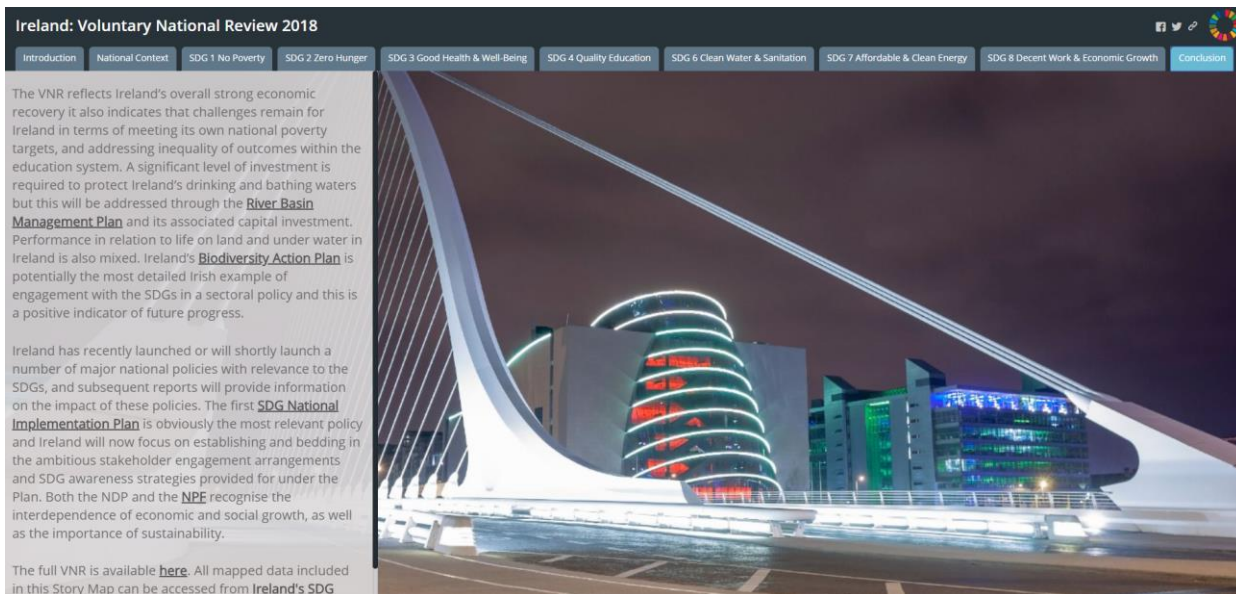 Ireland: Voluntary National Review 2018
Introduction
National Context
SDG 1 No Poverty
SDG 2 Zero Hunger
SDG 3 Good Health & Well-Being
SDG 4 Quality Education
SDG 6 Clean Water & Sanitation
SDG 7 Affordable & Clean Energy
SDG 8 Decent Work & Economic Growth
Conclusion
The VNR reflects Ireland's overall strong economic
recovery it also indicates that challenges remain for
Ireland in terms of meeting its own national poverty
targets, and addressing inequality of outcomes within the
education system. A significant level of investment is
required to protect Ireland's drinking and bathing waters
but this will be addressed through the River Basin
Management Plan and its associated capital investment.
Performance in relation to life on land and under water in
Ireland is also mixed. Ireland's Biodiversity Action Plan is
potentially the most detailed Irish example of
engagement with the SDGs in a sectoral policy and this is
a positive indicator of future progress.
Ireland has recently launched or will shortly launch a
number of major national policies with relevance to the
SDGs, and subsequent reports will provide information
on the impact of these policies. The first SDG National
Implementation Plan is obviously the most relevant policy
and Ireland will now focus on establishing and bedding in
the ambitious stakeholder engagement arrangements
and SDG awareness strategies provided for under the
Plan. Both the NDP and the NPF recognise the
interdependence of economic and social growth, as well
as the importance of sustainability.
The full VNR is available here. All mapped data included
in this Story Map can be accessed from Ireland's SDG